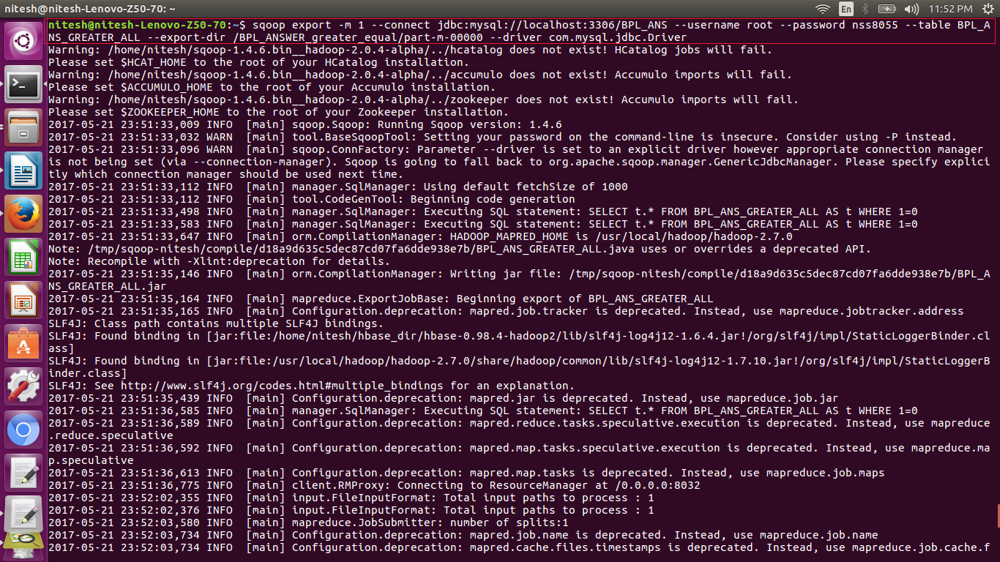 nitesh@nitesh-Lenovo-Z50-70: ~
En
11:52 PM
nitesh@nitesh-Lenovo-Z50-70:~$ sqoop export -m 1 --connect jdbc:mysql://localhost:3306/BPL_ANS --username root --password nss8055 --table BPL_A
NS_GREATER_ALL --export-dir /BPL_ANSWER_greater_equal/part-m-00000 --driver com.mysql.jdbc.Driver
Warning: /home/nitesh/sqoop-1.4.6.bin__hadoop-2.0.4-alpha/../hcatalog does not exist! HCatalog jobs will fail.
Please set $HCAT_HOME to the root of your HCatalog installation.
Warning: /home/nitesh/sqoop-1.4.6.bin__hadoop-2.0.4-alpha/../accumulo does not exist! Accumulo imports will fail.
Please set $ACCUMULO_HOME to the root of your Accumulo installation.
Warning: /home/nitesh/sqoop-1.4.6.bin__hadoop-2.0.4-alpha/../zookeeper does not exist! Accumulo imports will fail.
Please set $ZOOKEEPER_HOME to the root of your Zookeeper installation.
2017-05-21 23:51:33,009 INFO  [main] sqoop.Sqoop: Running Sqoop version: 1.4.6
2017-05-21 23:51:33,032 WARN  [main] tool.BaseSqoopTool: Setting your password on the command-line is insecure. Consider using -P instead.
2017-05-21 23:51:33,096 WARN  [main] sqoop.ConnFactory: Parameter --driver is set to an explicit driver however appropriate connection manager
is not being set (via --connection-manager). Sqoop is going to fall back to org.apache.sqoop.manager.GenericJdbcManager. Please specify explici
tly which connection manager should be used next time.
2017-05-21 23:51:33,112 INFO  [main] manager.SqlManager: Using default fetchSize of 1000
2017-05-21 23:51:33,112 INFO  [main] tool.CodeGenTool: Beginning code generation
2017-05-21 23:51:33,498 INFO  [main] manager.SqlManager: Executing SQL statement: SELECT t.* FROM BPL_ANS_GREATER_ALL AS t WHERE 1=0
2017-05-21 23:51:33,583 INFO  [main] manager.SqlManager: Executing SQL statement: SELECT t.* FROM BPL_ANS_GREATER_ALL AS t WHERE 1=0
2017-05-21 23:51:33,647 INFO  [main] orm.CompilationManager: HADOOP_MAPRED_HOME is /usr/local/hadoop/hadoop-2.7.0
Note: /tmp/sqoop-nitesh/compile/d18a9d635c5dec87cd07fa6dde938e7b/BPL_ANS_GREATER_ALL.java uses or overrides a deprecated API.
Note: Recompile with -Xlint:deprecation for details.
2017-05-21 23:51:35,146 INFO  [main] orm.CompilationManager: Writing jar file: /tmp/sqoop-nitesh/compile/d18a9d635c5dec87cd07fa6dde938e7b/BPL_A
NS_GREATER_ALL.jar
2017-05-21 23:51:35,164 INFO  [main] mapreduce.ExportJobBase: Beginning export of BPL_ANS_GREATER_ALL
2017-05-21 23:51:35,165 INFO  [main] Configuration.deprecation: mapred.job.tracker is deprecated. Instead, use mapreduce.jobtracker.address
SLF4J: Class path contains multiple SLF4J bindings.
SLF4J: Found binding in [jar:file:/home/nitesh/hbase_dir/hbase-0.98.4-hadoop2/lib/slf4j-log4j12-1.6.4.jar!/org/slf4j/impl/StaticLoggerBinder.cl
ass]
SLF4J: Found binding in [jar:file:/usr/local/hadoop/hadoop-2.7.0/share/hadoop/common/lib/slf4j-log4j12-1.7.10.jar!/org/slf4j/impl/StaticLoggerB
inder.class]
SLF4J: See http://www.slf4j.org/codes.html#multiple_bindings for an explanation.
2017-05-21 23:51:35,439 INFO  [main] Configuration.deprecation: mapred.jar is deprecated. Instead, use mapreduce.job.jar
2017-05-21 23:51:36,585 INFO  [main] manager.SqlManager: Executing SQL statement: SELECT t.* FROM BPL_ANS_GREATER_ALL AS t WHERE 1=0
2017-05-21 23:51:36,589 INFO  [main] Configuration.deprecation: mapred.reduce.tasks.speculative.execution is deprecated. Instead, use mapreduce
.reduce.speculative
2017-05-21 23:51:36,592 INFO  [main] Configuration.deprecation: mapred.map.tasks.speculative.execution is deprecated. Instead, use mapreduce.ma
p.speculative
2017-05-21 23:51:36,613 INFO  [main] Configuration.deprecation: mapred.map.tasks is deprecated. Instead, use mapreduce.job.maps
2017-05-21 23:51:36,775 INFO  [main] client.RMProxy: Connecting to ResourceManager at /0.0.0.0:8032
2017-05-21 23:52:02,355 INFO  [main] input.FileInputFormat: Total input paths to process : 1
2017-05-21 23:52:02,376 INFO  [main] input.FileInputFormat: Total input paths to process : 1
2017-05-21 23:52:03,580 INFO  [main] mapreduce.JobSubmitter: number of splits:1
2017-05-21 23:52:03,734 INFO  [main] Configuration.deprecation: mapred.job.name is deprecated. Instead, use mapreduce.job.name
2017-05-21 23:52:03,734 INFO  [main] Configuration.deprecation: mapred.cache.files.timestamps is deprecated. Instead, use mapreduce.job.cache.f